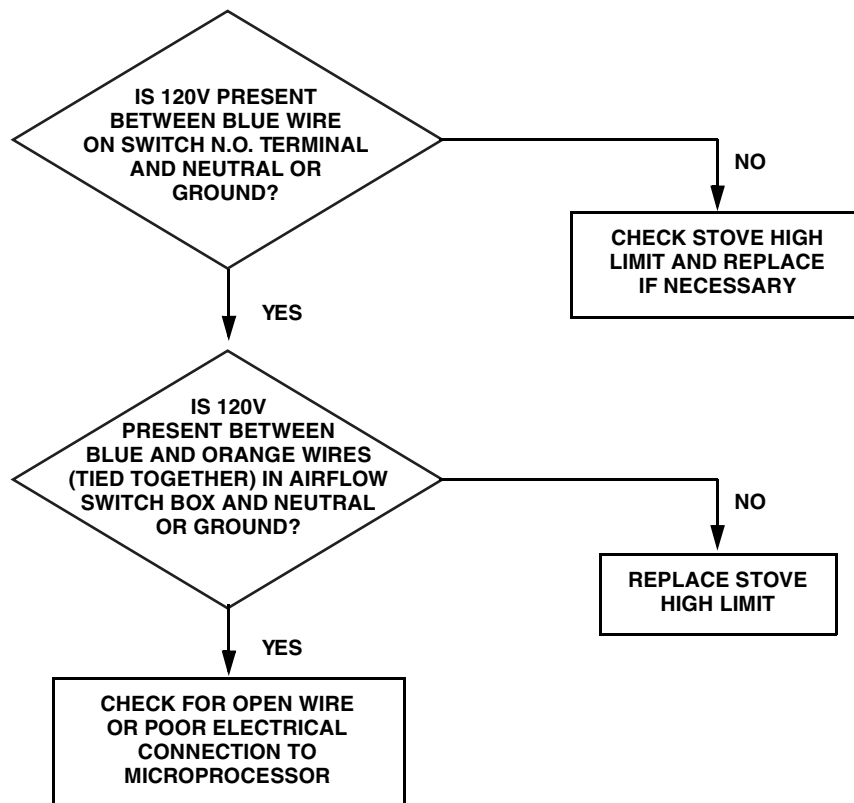 IS 120V PRESENT
BETWEEN BLUE WIRE
ON SWITCH N.O. TERMINAL
AND NEUTRAL OR
GROUND?
NO
CHECK STOVE HIGH
LIMIT AND REPLACE
IF NECESSARY
YES
IS 120V
PRESENT BETWEEN
BLUE AND ORANGE WIRES
(TIED TOGETHER) IN AIRFLOW
SWITCH BOX AND NEUTRAL
OR GROUND?
NO
REPLACE STOVE
HIGH LIMIT
YES
CHECK FOR OPEN WIRE
OR POOR ELECTRICAL
CONNECTION TO
MICROPROCESSOR